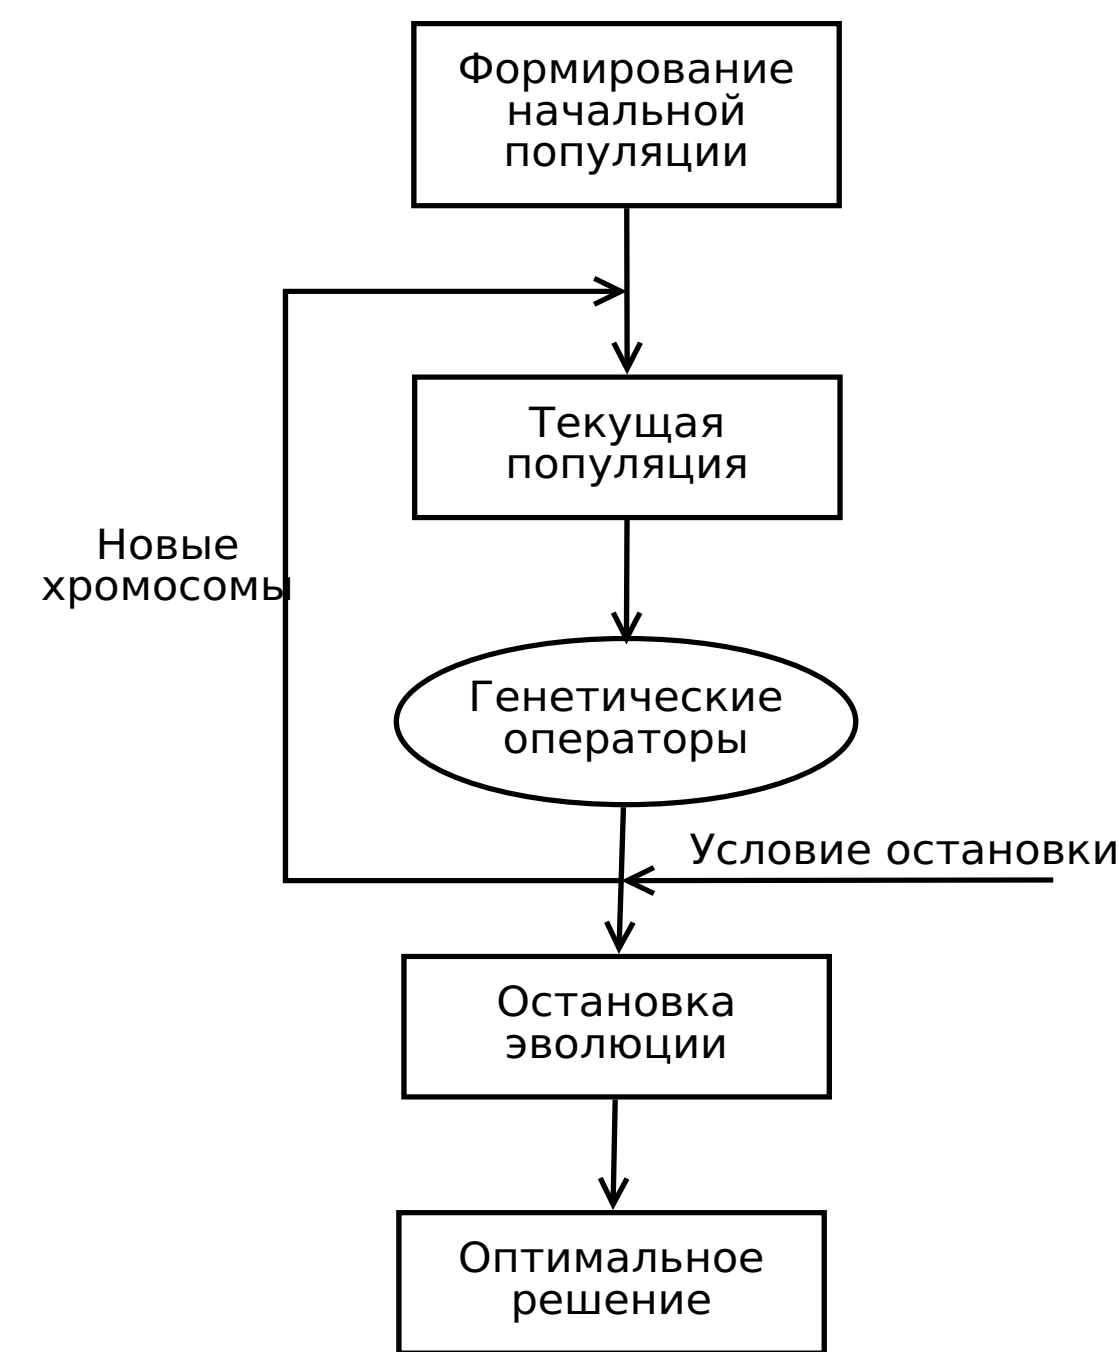 Формирование
начальной
популяции
Текущая
популяция
Новые
хромосомы
Генетические
операторы
Условие остановки
Остановка
эволюции
Оптимальное
решение